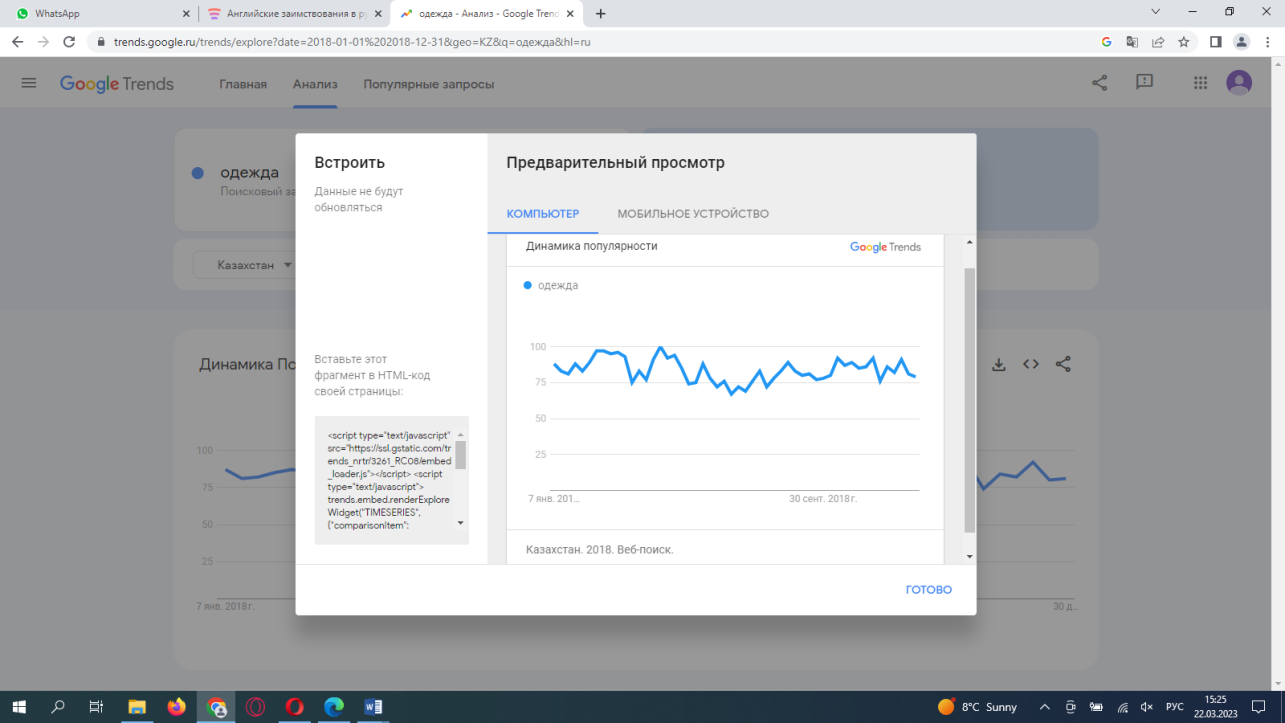 WhatsApp
Английские заимствования в ру
одежда - Анализ - Google Trend
trends.google.ru/trends/explore?date=2018-01-01%202018-12-31&geo=KZ&q=одежда&hl=ru
Google Trends
Главная
Анализ
Популярные запросы
одежда
Поисковый за
Казахстан
Динамика По
100
75
50
25
7 янв. 2018 г.
30 д...
Встроить
Данные не будут
обновляться
Вставьте этот
фрагмент в HTML-код
своей страницы:
<script type="text/javascript"
src="https://ssl.gstatic.com/tr
ends_nrtr/3261_RC08/embed
_loader.js"></script> <script
type="text/javascript">
trends.embed.renderExplore
Widget("TIMESERIES",
{"comparisonItem":
Предварительный просмотр
КОМПЬЮТЕР
МОБИЛЬНОЕ УСТРОЙСТВО
Динамика популярности
Google Trends
одежда
100
75
50
25
7 янв. 201...
30 сент. 2018 г.
Казахстан. 2018. Веб-поиск.
ГОТОВО
8°C Sunny
РУС
15:25
22.03.2023